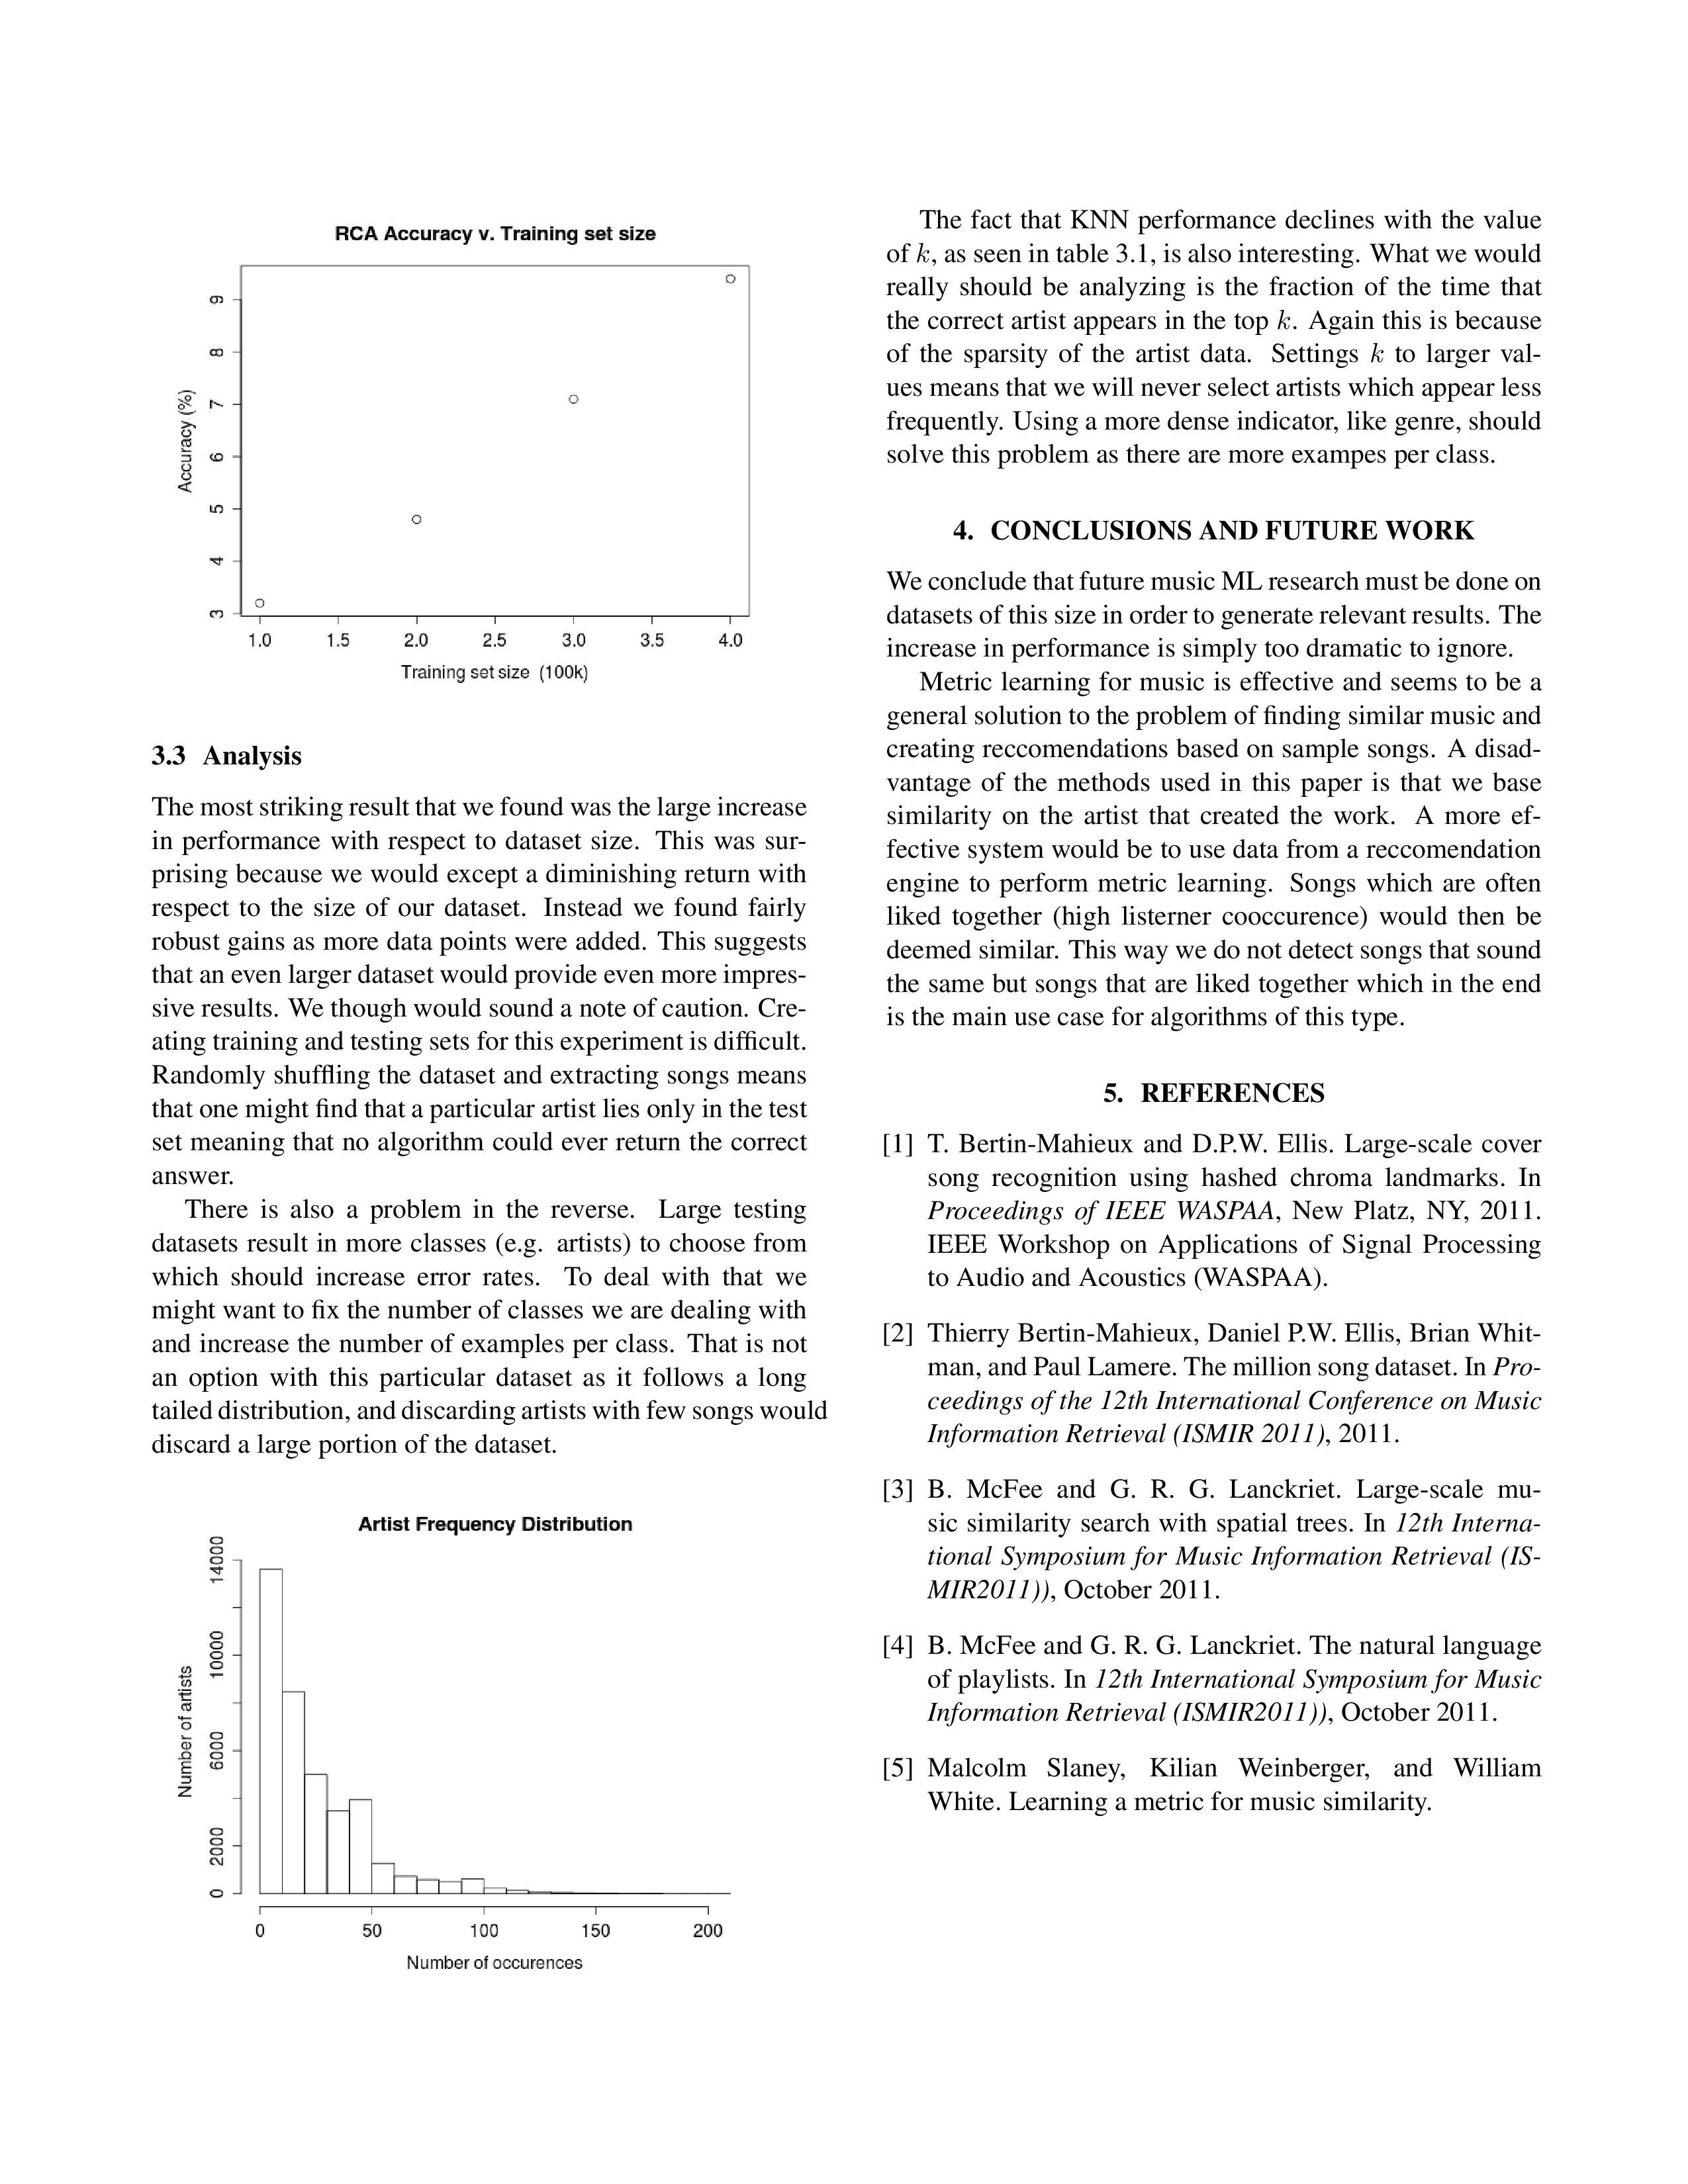 RCA Accuracy v. Training set size
Accuracy (%)
9
8
7
6
5
4
3
1.0 1.5 2.0 2.5 3.0 3.5 4.0
Training set size (100k)
3.3 Analysis
The most striking result that we found was the large increase
in performance with respect to dataset size. This was sur-
prising because we would except a diminishing return with
respect to the size of our dataset. Instead we found fairly
robust gains as more data points were added. This suggests
that an even larger dataset would provide even more impres-
sive results. We though would sound a note of caution. Cre-
ating training and testing sets for this experiment is difficult.
Randomly shuffling the dataset and extracting songs means
that one might find that a particular artist lies only in the test
set meaning that no algorithm could ever return the correct
answer.
There is also a problem in the reverse. Large testing
datasets result in more classes (e.g. artists) to choose from
which should increase error rates. To deal with that we
might want to fix the number of classes we are dealing with
and increase the number of examples per class. That is not
an option with this particular dataset as it follows a long
tailed distribution, and discarding artists with few songs would
discard a large portion of the dataset.
Artist Frequency Distribution
Number of artists
14000
10000
6000
2000
0
0 50 100 150 200
Number of occurences
The fact that KNN performance declines with the value
of k, as seen in table 3.1, is also interesting. What we would
really should be analyzing is the fraction of the time that
the correct artist appears in the top k. Again this is because
of the sparsity of the artist data. Settings k to larger val-
ues means that we will never select artists which appear less
frequently. Using a more dense indicator, like genre, should
solve this problem as there are more exampes per class.
4. CONCLUSIONS AND FUTURE WORK
We conclude that future music ML research must be done on
datasets of this size in order to generate relevant results. The
increase in performance is simply too dramatic to ignore.
Metric learning for music is effective and seems to be a
general solution to the problem of finding similar music and
creating reccomendations based on sample songs. A disad-
vantage of the methods used in this paper is that we base
similarity on the artist that created the work. A more ef-
fective system would be to use data from a reccomendation
engine to perform metric learning. Songs which are often
liked together (high listerner cooccurence) would then be
deemed similar. This way we do not detect songs that sound
the same but songs that are liked together which in the end
is the main use case for algorithms of this type.
5. REFERENCES
[1] T. Bertin-Mahieux and D.P.W. Ellis. Large-scale cover
song recognition using hashed chroma landmarks. In
Proceedings of IEEE WASPAA, New Platz, NY, 2011.
IEEE Workshop on Applications of Signal Processing
to Audio and Acoustics (WASPAA).
[2] Thierry Bertin-Mahieux, Daniel P.W. Ellis, Brian Whit-
man, and Paul Lamere. The million song dataset. In Pro-
ceedings of the 12th International Conference on Music
Information Retrieval (ISMIR 2011), 2011.
[3] B. McFee and G. R. G. Lanckriet. Large-scale mu-
sic similarity search with spatial trees. In 12th Interna-
tional Symposium for Music Information Retrieval (IS-
MIR2011)), October 2011.
[4] B. McFee and G. R. G. Lanckriet. The natural language
of playlists. In 12th International Symposium for Music
Information Retrieval (ISMIR2011)), October 2011.
[5] Malcolm Slaney, Kilian Weinberger, and William
White. Learning a metric for music similarity.